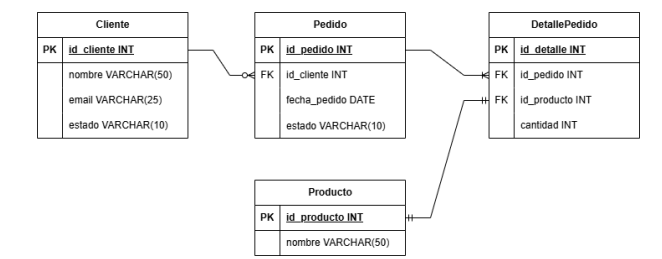 Cliente
PK id_cliente INT
nombre VARCHAR(50)
email VARCHAR(25)
estado VARCHAR(10)
Pedido
PK id_pedido INT
FK id_cliente INT
fecha_pedido DATE
estado VARCHAR(10)
DetallePedido
PK id_detalle INT
FK id_pedido INT
FK id_producto INT
cantidad INT
Producto
PK id_producto INT
nombre VARCHAR(50)